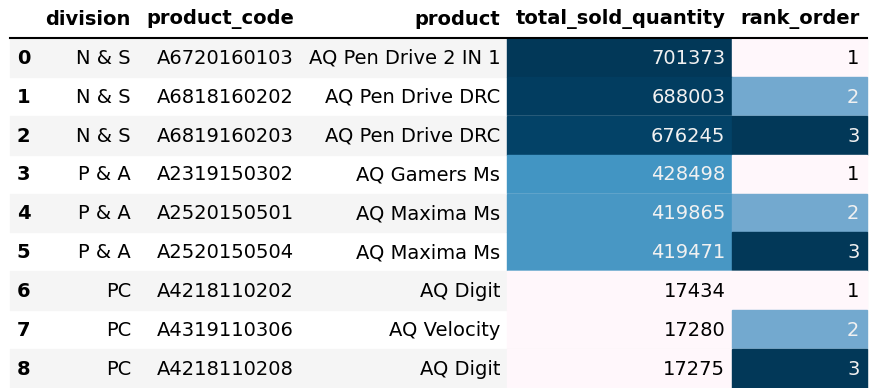 division product_code product total_sold_quantity rank_order
0 N & S A6720160103 AQ Pen Drive 2 IN 1 701373 1
1 N & S A6818160202 AQ Pen Drive DRC 688003 2
2 N & S A6819160203 AQ Pen Drive DRC 676245 3
3 P & A A2319150302 AQ Gamers Ms 428498 1
4 P & A A2520150501 AQ Maxima Ms 419865 2
5 P & A A2520150504 AQ Maxima Ms 419471 3
6 PC A4218110202 AQ Digit 17434 1
7 PC A4319110306 AQ Velocity 17280 2
8 PC A4218110208 AQ Digit 17275 3